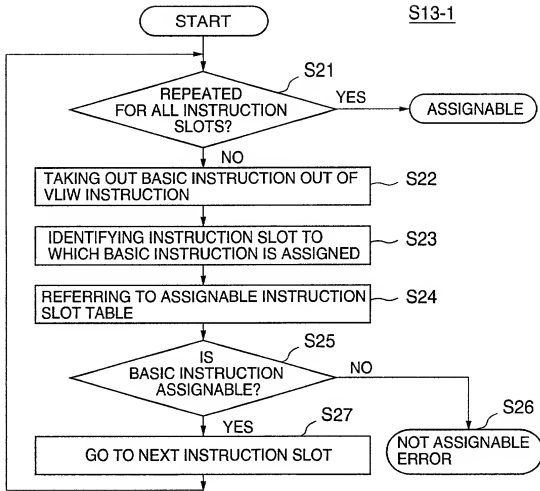 START
S13-1
S21
REPEATED
FOR ALL INSTRUCTION
SLOTS?
YES
ASSIGNABLE
NO
TAKING OUT BASIC INSTRUCTION OUT OF
VLIW INSTRUCTION
S22
IDENTIFYING INSTRUCTION SLOT TO
WHICH BASIC INSTRUCTION IS ASSIGNED
S23
REFERRING TO ASSIGNABLE INSTRUCTION
SLOT TABLE
S24
S25
IS
BASIC INSTRUCTION
ASSIGNABLE?
NO
S26
NOT ASSIGNABLE
ERROR
YES
S27
GO TO NEXT INSTRUCTION SLOT